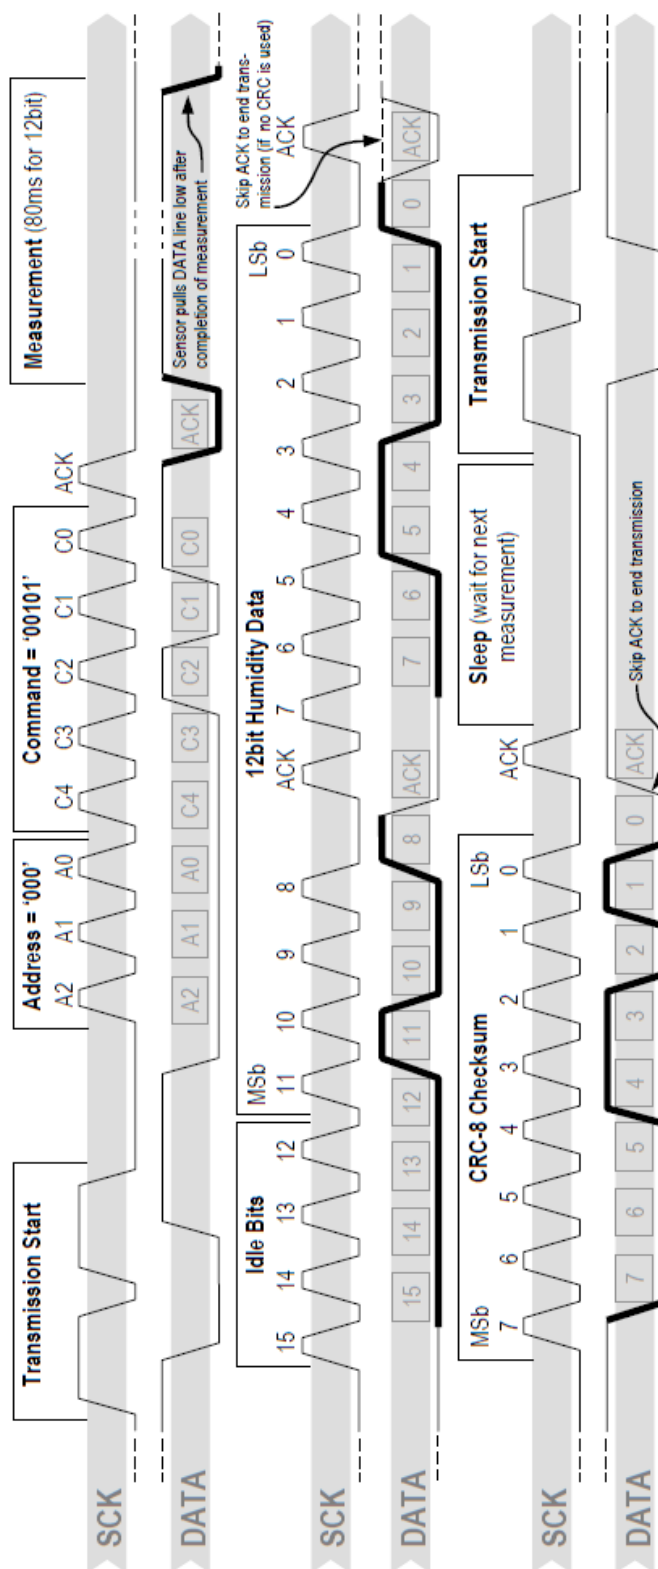 Transmission Start
Address = ‘000’
Command = ‘00101’
Measurement (80ms for 12bit)
A2 A1 A0 C4 C3 C2 C1 C0 ACK
SCK
DATA
A2 A1 A0 C4 C3 C2 C1 C0 ACK
Sensor pulls DATA line low after
completion of measurement
Idle Bits
12bit Humidity Data
MSb
LSb
15 14 13 12 11 10 9 8 ACK 7 6 5 4 3 2 1 0 ACK
SCK
Skip ACK to end trans-
mission (if no CRC is used)
DATA
15 14 13 12 11 10 9 8 ACK 7 6 5 4 3 2 1 0 ACK
CRC-8 Checksum
Sleep (wait for next
measurement)
Transmission Start
MSb
LSb
7 6 5 4 3 2 1 0 ACK
SCK
Skip ACK to end transmission
DATA
7 6 5 4 3 2 1 0 ACK